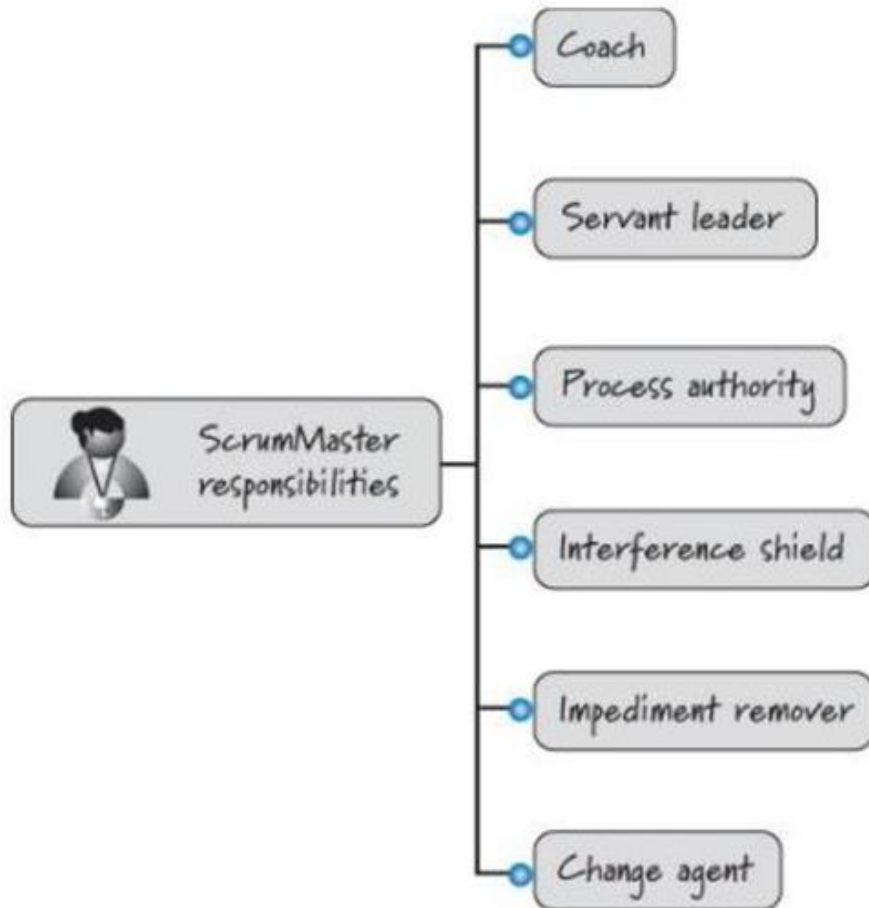 Coach
Servant leader
Process authority
ScrumMaster
responsibilities
Interference shield
Impediment remover
Change agent